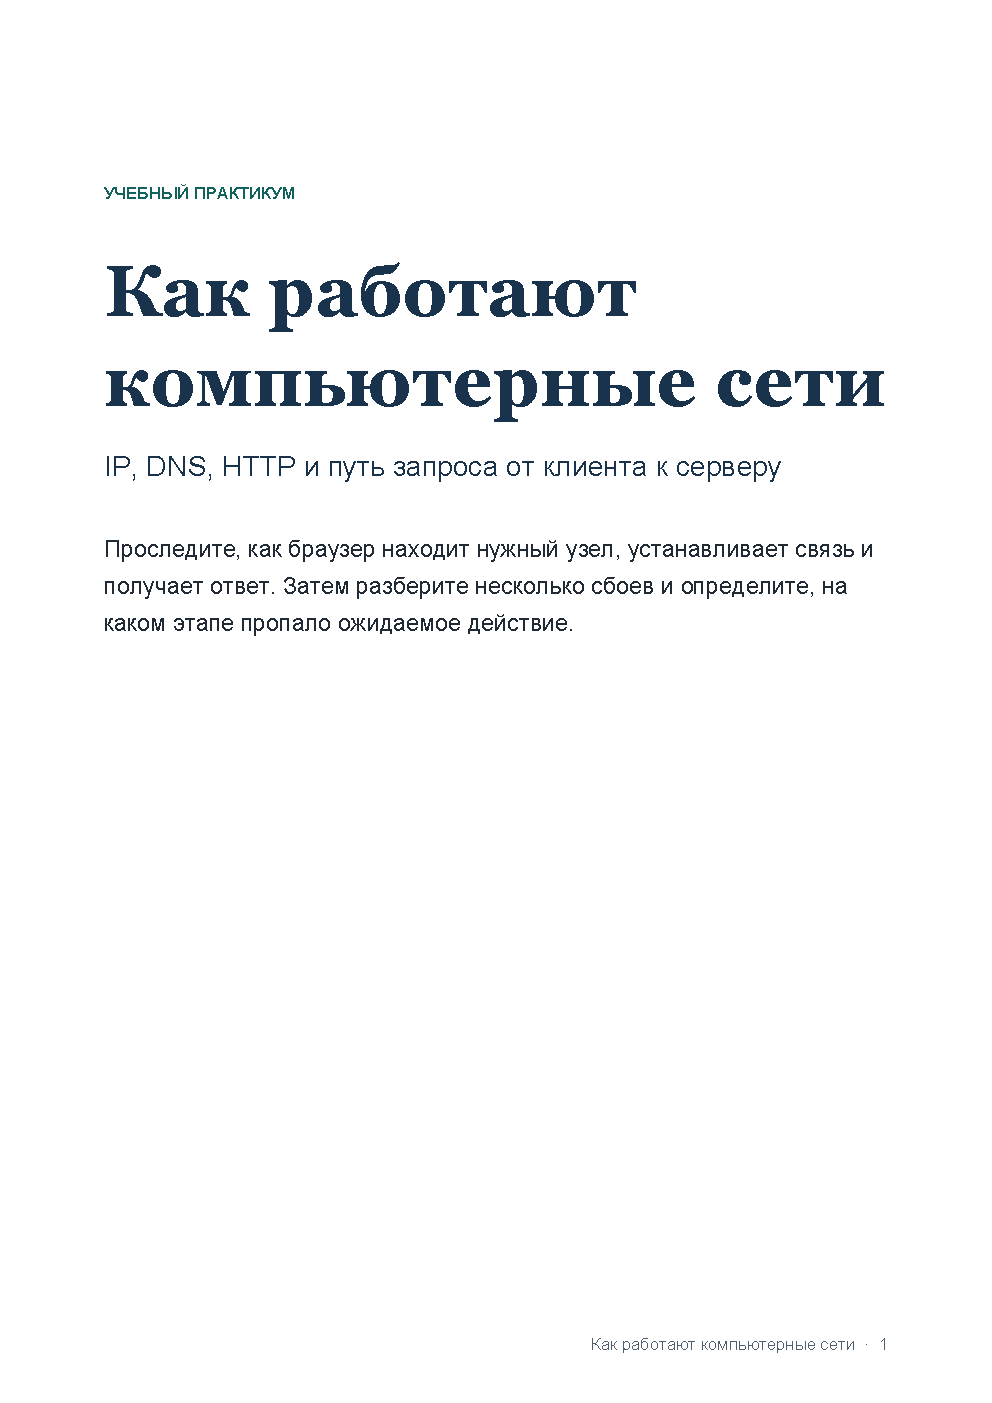 УЧЕБНЫЙ ПРАКТИКУМ
Как работают
компьютерные сети
IP, DNS, HTTP и путь запроса от клиента к серверу
Проследите, как браузер находит нужный узел, устанавливает связь и
получает ответ. Затем разберите несколько сбоев и определите, на
каком этапе пропало ожидаемое действие.
Как работают компьютерные сети · 1